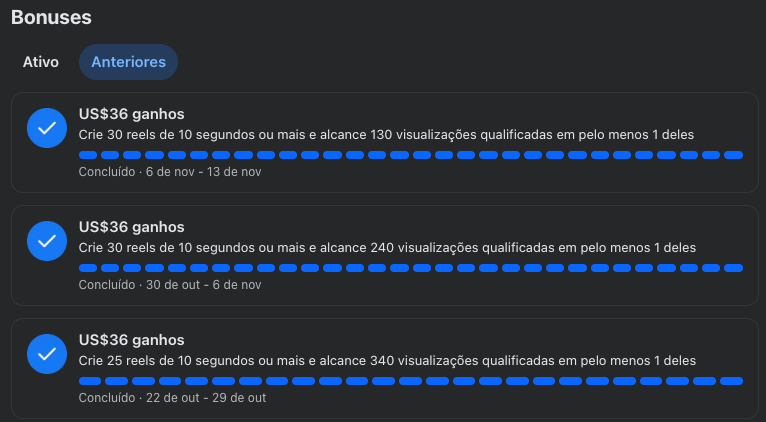 Bonuses
Ativo
Anteriores
US$36 ganhos
Crie 30 reels de 10 segundos ou mais e alcance 130 visualizações qualificadas em pelo menos 1 deles
Concluído · 6 de nov - 13 de nov
US$36 ganhos
Crie 30 reels de 10 segundos ou mais e alcance 240 visualizações qualificadas em pelo menos 1 deles
Concluído · 30 de out - 6 de nov
US$36 ganhos
Crie 25 reels de 10 segundos ou mais e alcance 340 visualizações qualificadas em pelo menos 1 deles
Concluído · 22 de out - 29 de out